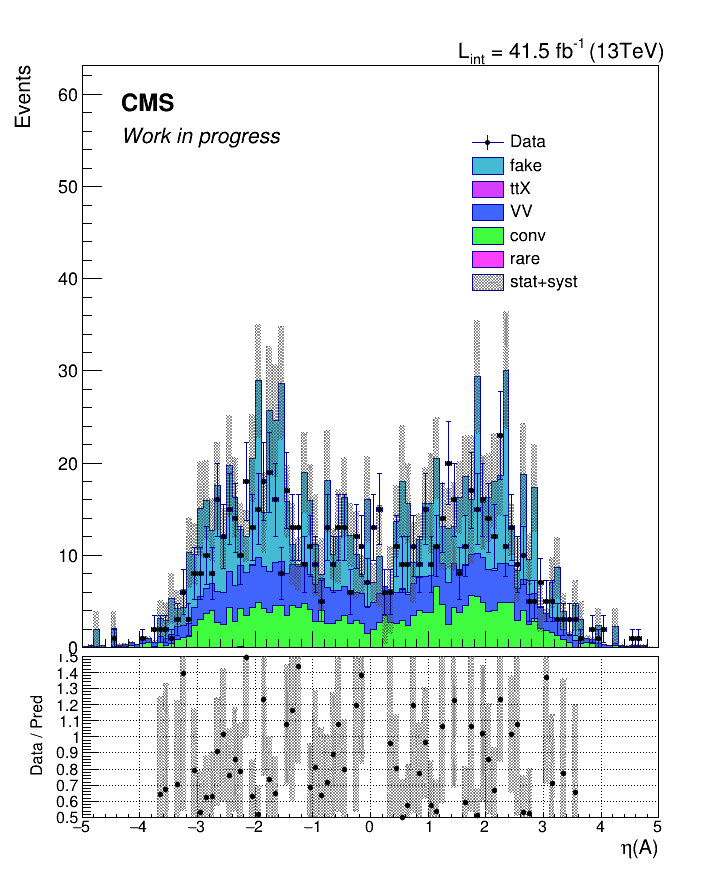 L_int = 41.5 fb^-1 (13TeV)
Events
CMS
Work in progress
Data
fake
ttX
VV
conv
rare
stat+syst
60
50
40
30
20
10
0
Data / Pred
1.5
1.4
1.3
1.2
1.1
1
0.9
0.8
0.7
0.6
0.5
−5 −4 −3 −2 −1 0 1 2 3 4 5
η(A)